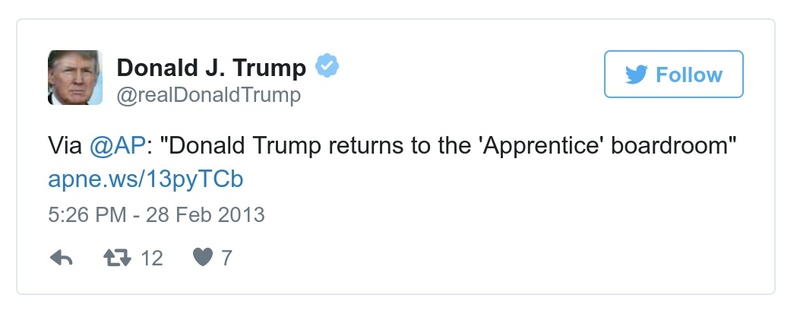 Donald J. Trump
@realDonaldTrump
Follow
Via @AP: "Donald Trump returns to the 'Apprentice' boardroom"
apne.ws/13pyTCb
5:26 PM - 28 Feb 2013
12 7